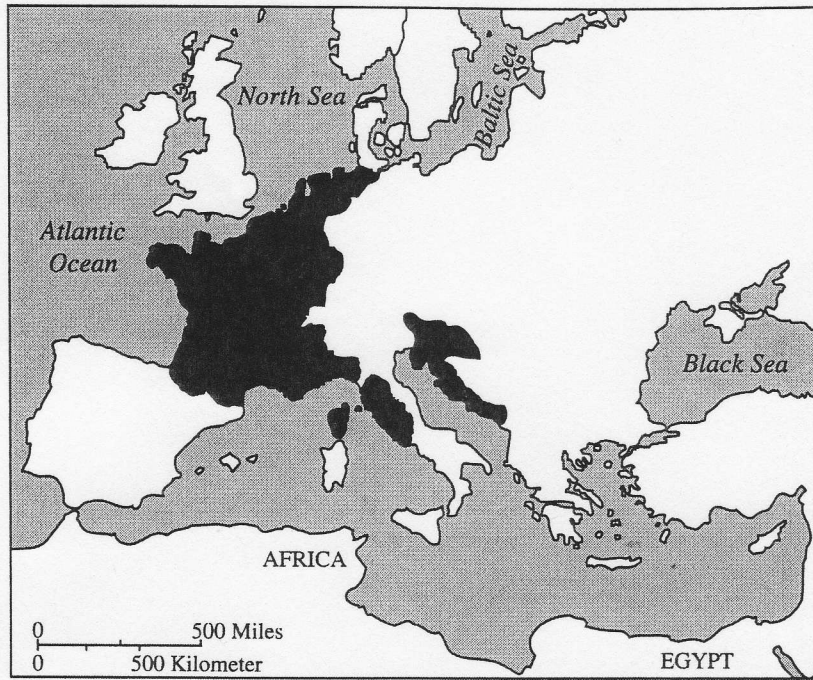 North Sea
Baltic Sea
Atlantic
Ocean
Black Sea
AFRICA
0 500 Miles
0 500 Kilometer
EGYPT